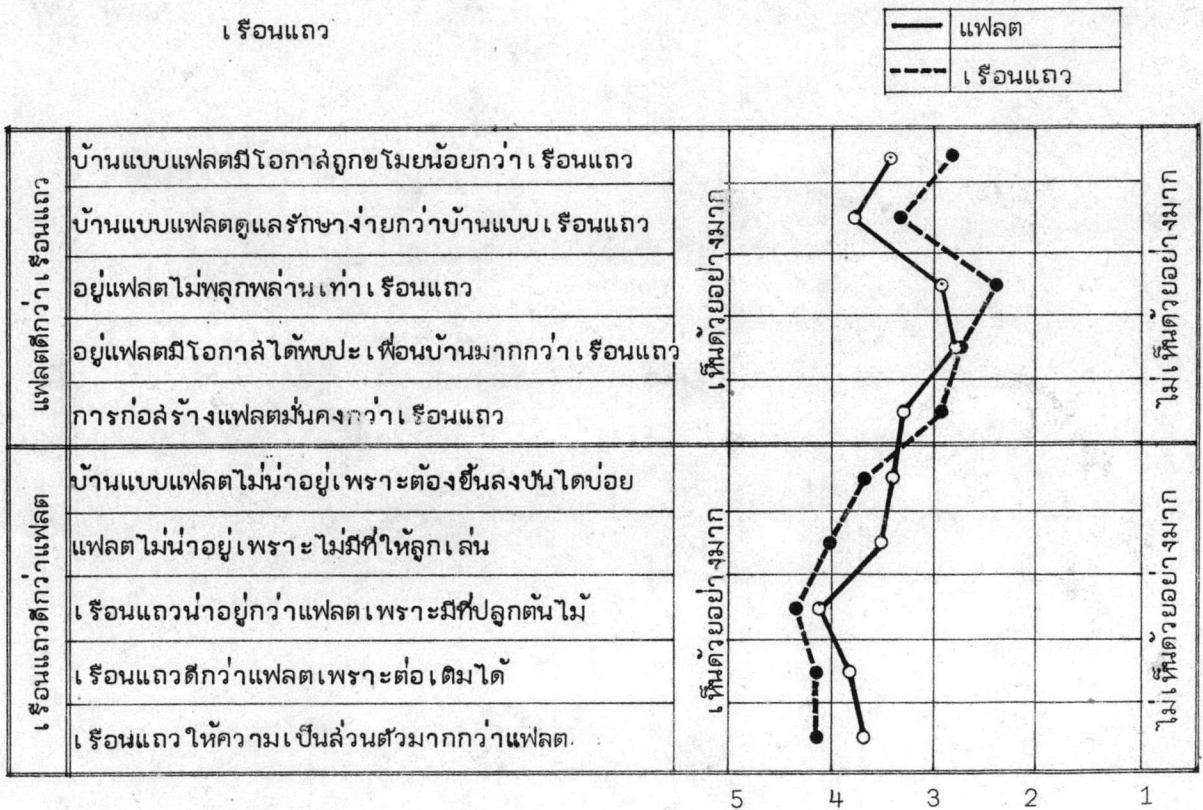 เรือนแถว
แฟลต
เรือนแถว
แฟลตดีกว่าเรือนแถว
บ้านแบบแฟลตมีโอกาสถูกขโมยน้อยกว่าเรือนแถว
บ้านแบบแฟลตดูแลรักษาง่ายกว่าบ้านแบบเรือนแถว
อยู่แฟลตไม่พลุกพล่านเท่าเรือนแถว
อยู่แฟลตมีโอกาสได้พบปะเพื่อนบ้านมากกว่าเรือนแถว
การก่อสร้างแฟลตมั่นคงกว่าเรือนแถว
เห็นด้วยอย่างมาก
ไม่เห็นด้วยอย่างมาก
เรือนแถวดีกว่าแฟลต
บ้านแบบแฟลตไม่น่าอยู่เพราะต้องขึ้นลงบันไดบ่อย
แฟลตไม่น่าอยู่เพราะไม่มีที่ให้ลูกเล่น
เรือนแถวน่าอยู่กว่าแฟลตเพราะมีที่ปลูกต้นไม้
เรือนแถวดีกว่าแฟลตเพราะต่อเติมได้
เรือนแถวให้ความเป็นส่วนตัวมากกว่าแฟลต
เห็นด้วยอย่างมาก
ไม่เห็นด้วยอย่างมาก
5 4 3 2 1